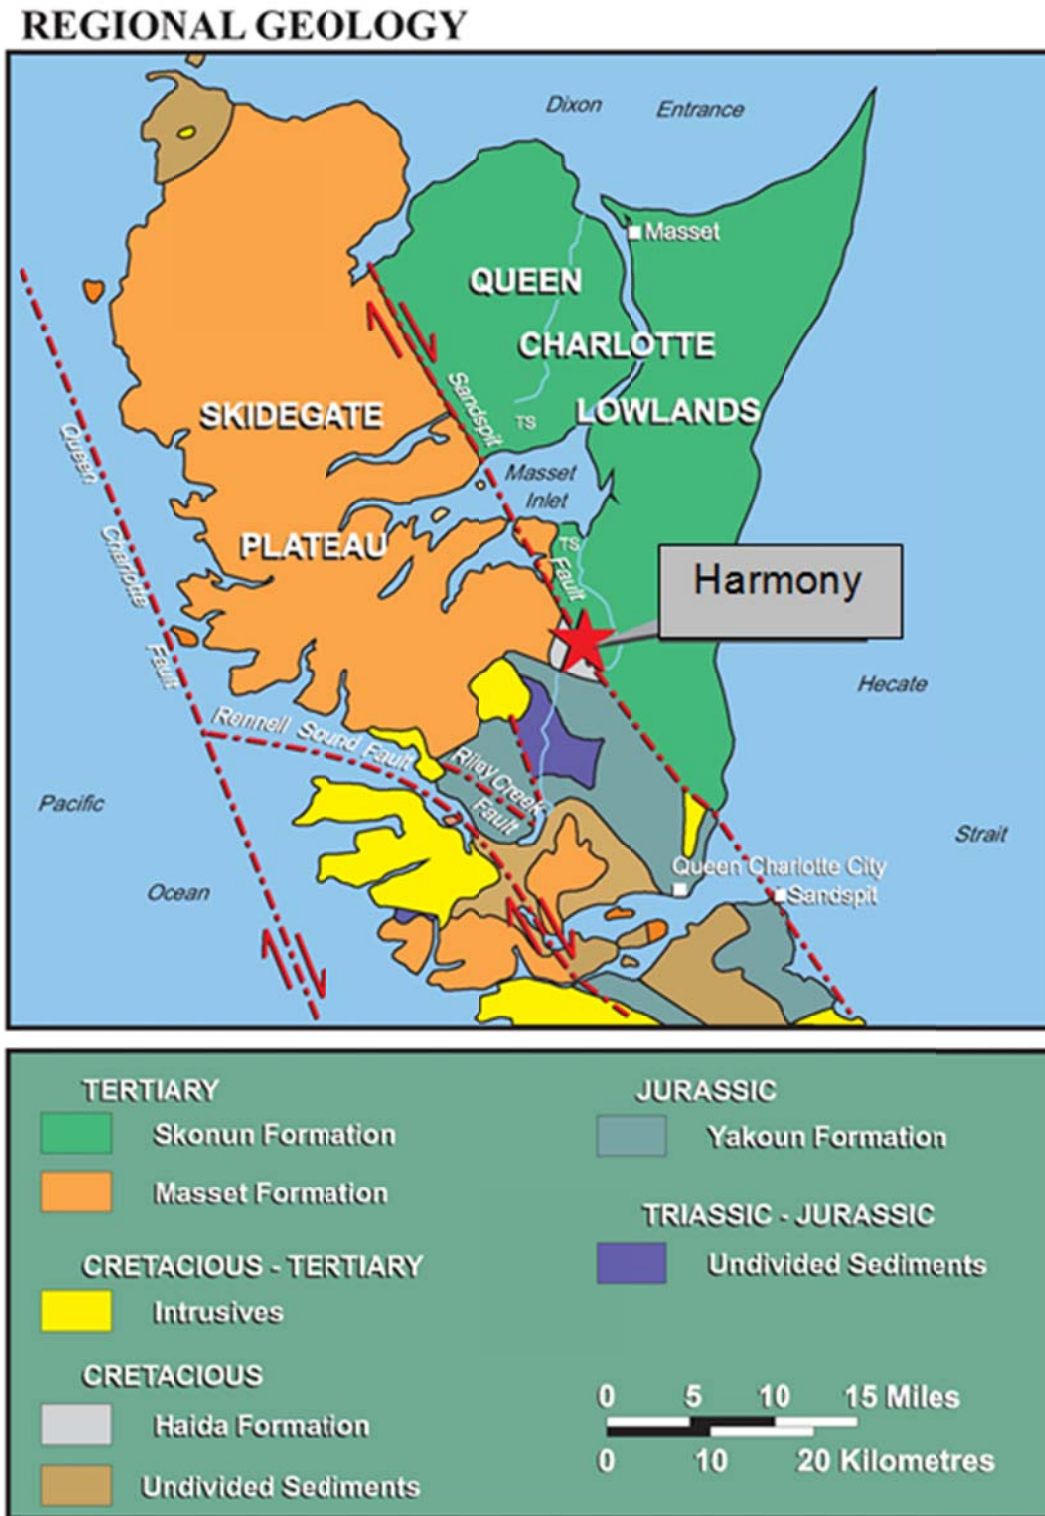 REGIONAL GEOLOGY
Dixon Entrance
Masset
QUEEN
CHARLOTTE
LOWLANDS
SKIDEGATE
PLATEAU
Sandspit
Fault
TS
Masset
Inlet
TS
Harmony
Queen
Charlotte
Fault
Hecate
Strait
Rennell Sound Fault
Riley Creek
Fault
Pacific
Ocean
Queen Charlotte City
Sandspit
TERTIARY
Skonun Formation
Masset Formation
CRETACIOUS - TERTIARY
Intrusives
CRETACIOUS
Haida Formation
Undivided Sediments
JURASSIC
Yakoun Formation
TRIASSIC - JURASSIC
Undivided Sediments
0 5 10 15 Miles
0 10 20 Kilometres